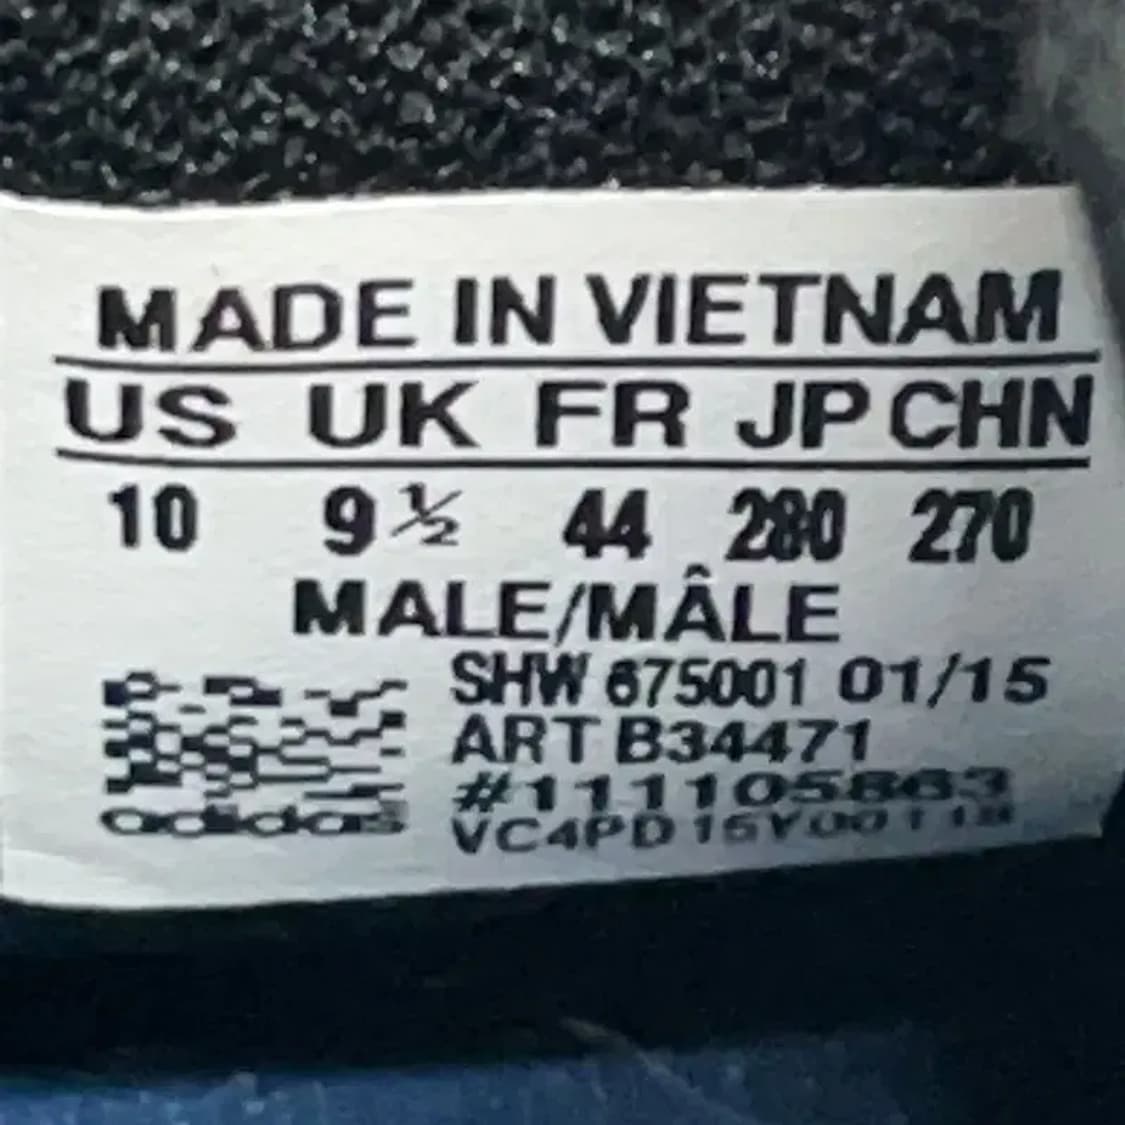 MADE IN VIETNAM
US UK FR JP CHN
10 9½ 44 280 270
MALE/MÂLE
SHW 675001 01/15
ART B34471
#111105863
adidas VC4PD